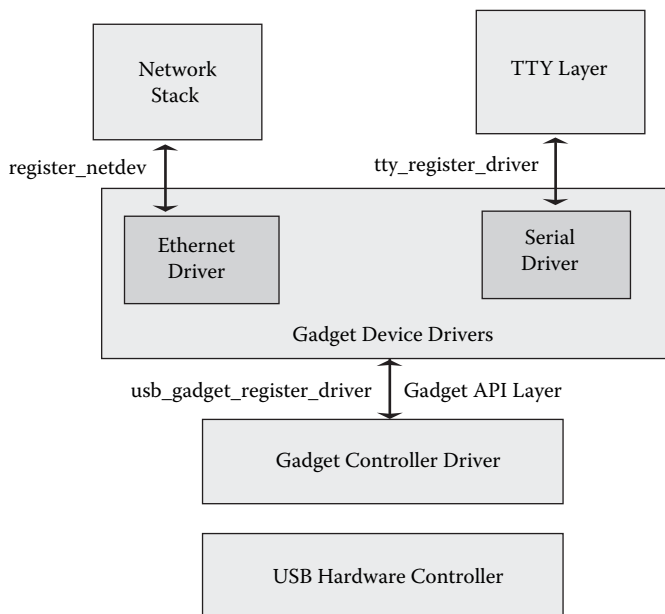 Network
Stack
TTY Layer
register_netdev
tty_register_driver
Ethernet
Driver
Serial
Driver
Gadget Device Drivers
usb_gadget_register_driver
Gadget API Layer
Gadget Controller Driver
USB Hardware Controller